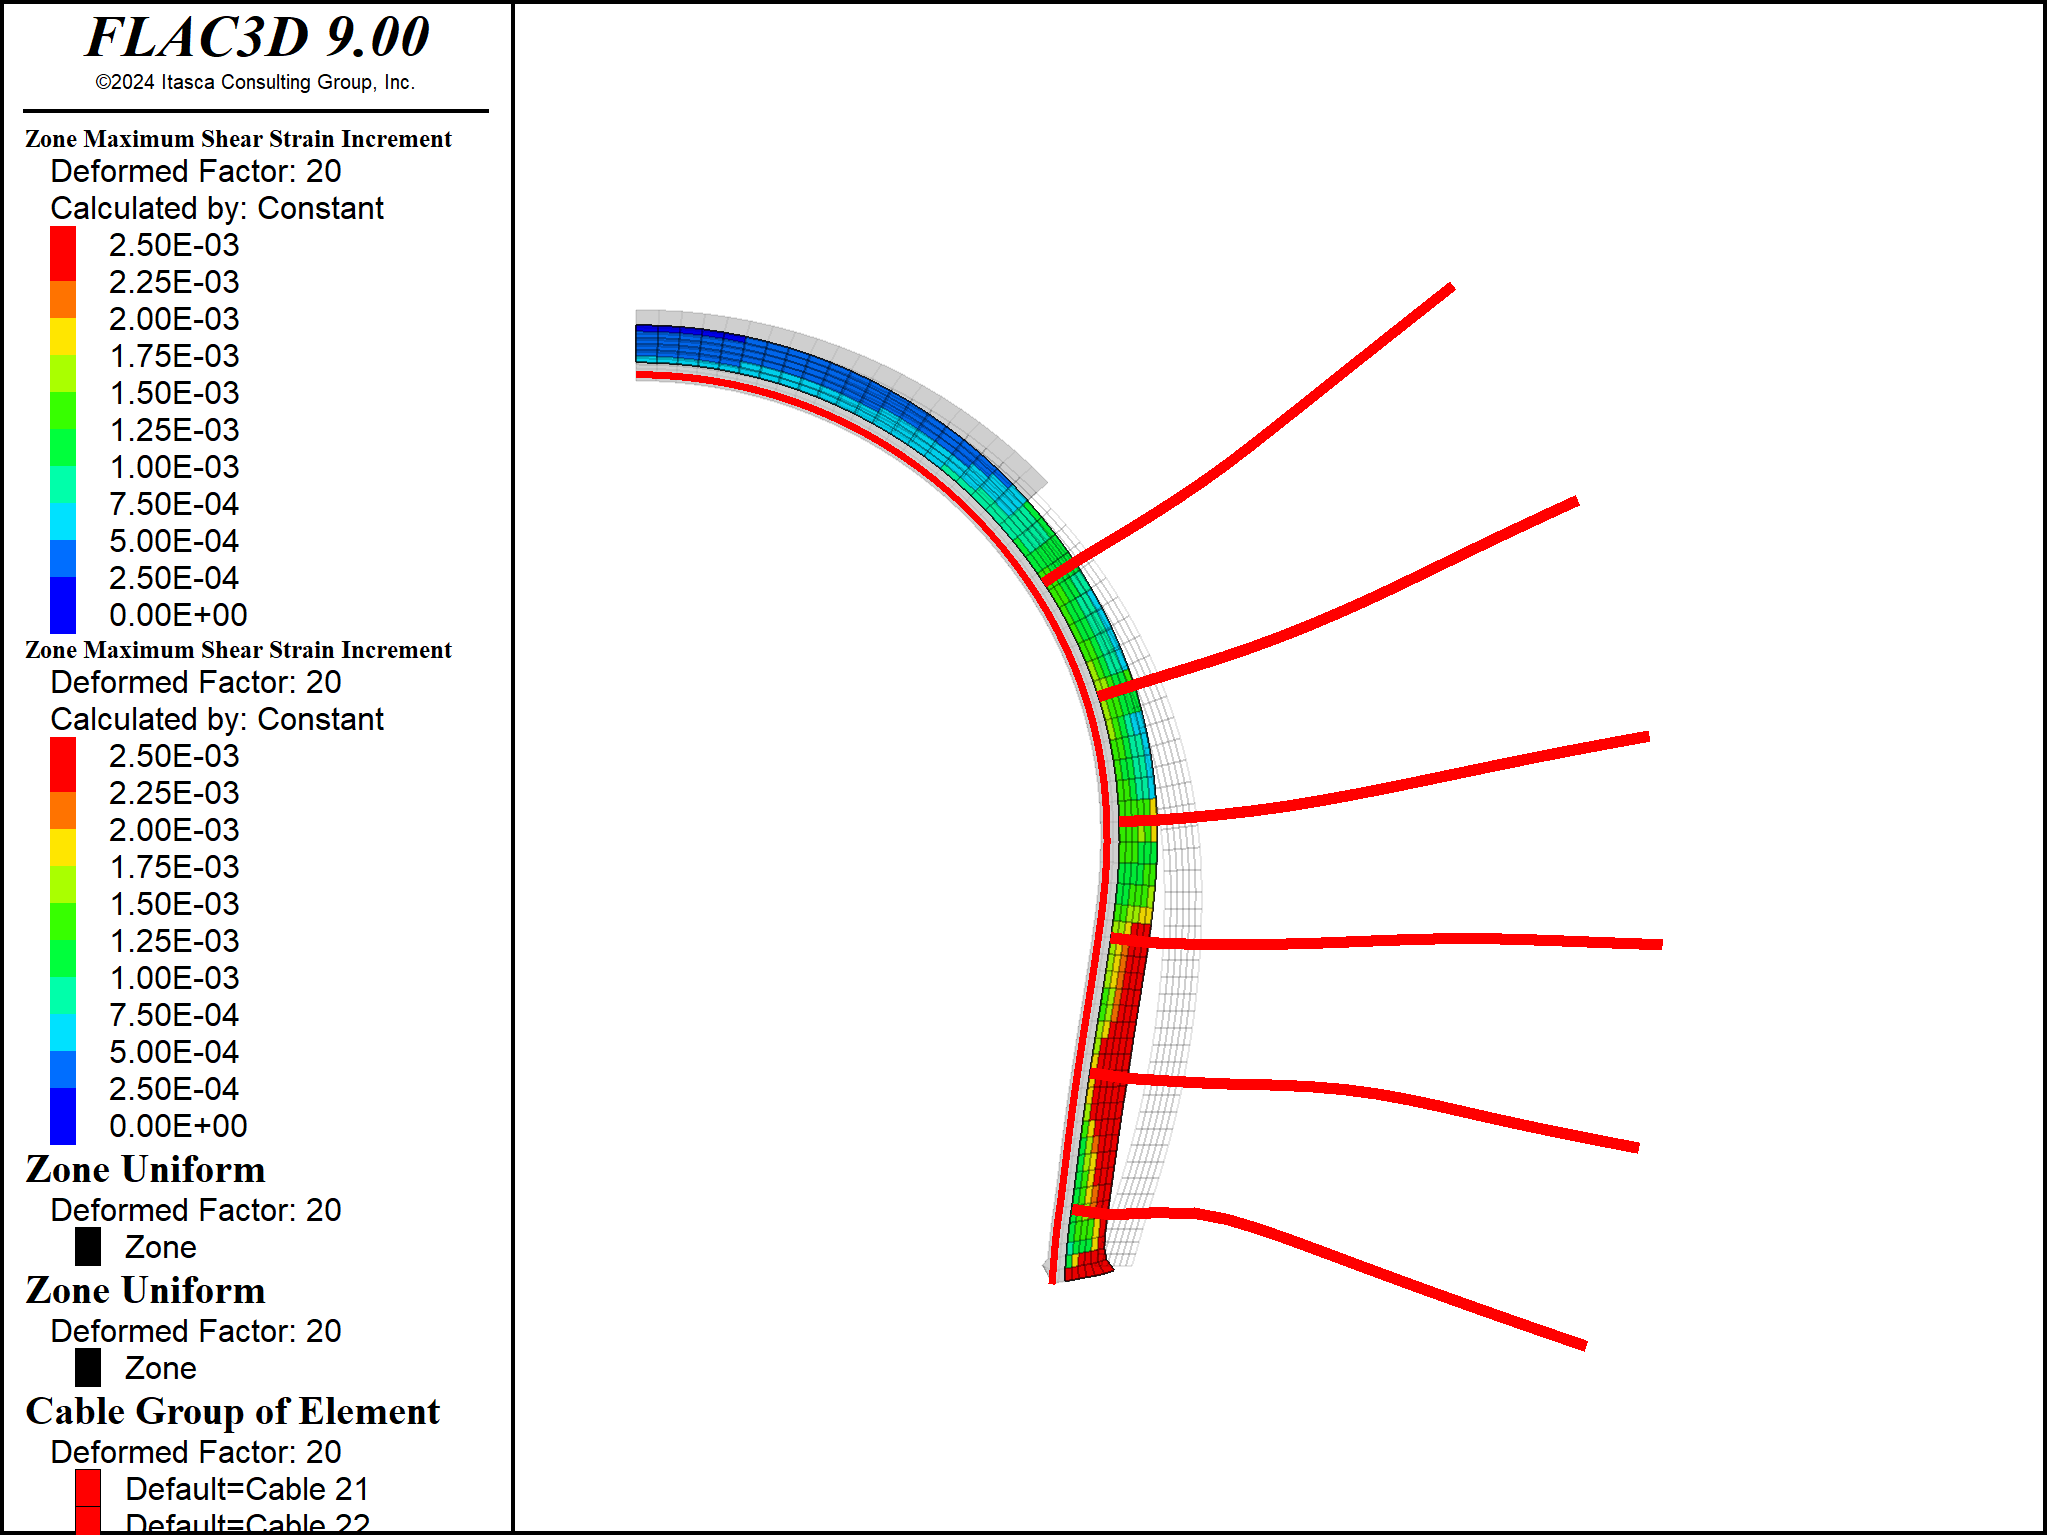 FLAC3D 9.00
©2024 Itasca Consulting Group, Inc.
Zone Maximum Shear Strain Increment
Deformed Factor: 20
Calculated by: Constant
2.50E-03
2.25E-03
2.00E-03
1.75E-03
1.50E-03
1.25E-03
1.00E-03
7.50E-04
5.00E-04
2.50E-04
0.00E+00
Zone Maximum Shear Strain Increment
Deformed Factor: 20
Calculated by: Constant
2.50E-03
2.25E-03
2.00E-03
1.75E-03
1.50E-03
1.25E-03
1.00E-03
7.50E-04
5.00E-04
2.50E-04
0.00E+00
Zone Uniform
Deformed Factor: 20
Zone
Zone Uniform
Deformed Factor: 20
Zone
Cable Group of Element
Deformed Factor: 20
Default=Cable 21
Default=Cable 22